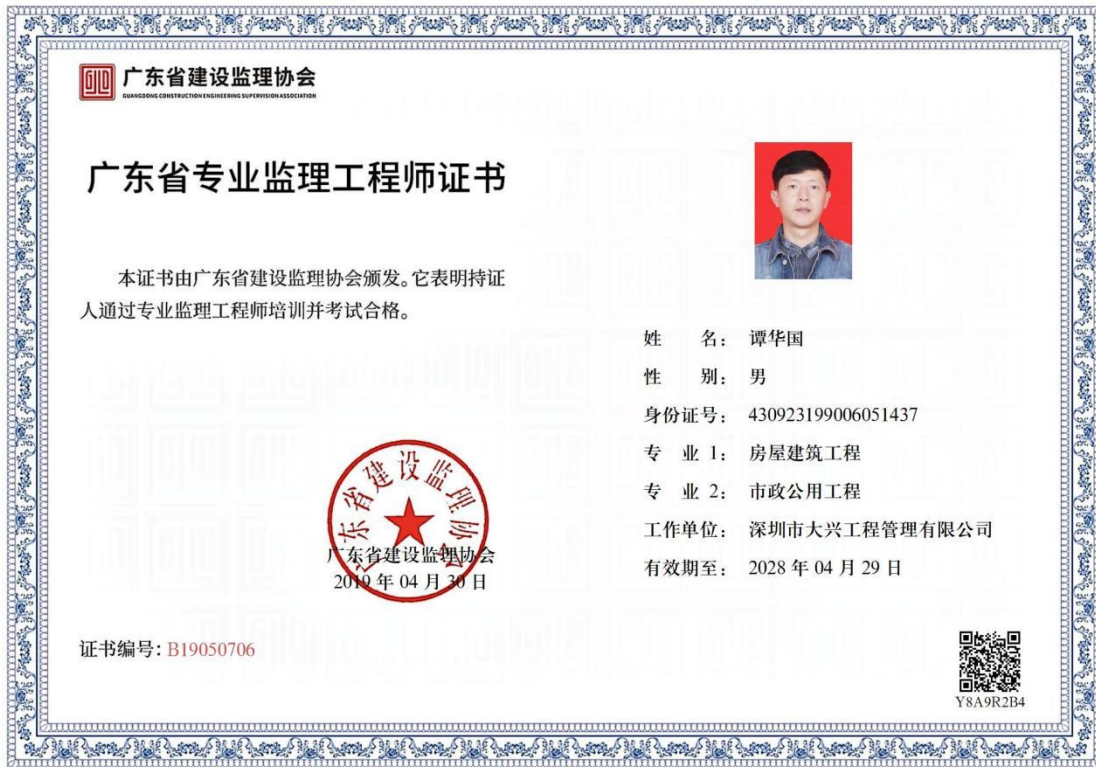 广东省建设监理协会
GUANGDONG CONSTRUCTION ENGINEERING SUPERVISION ASSOCIATION
广东省专业监理工程师证书
本证书由广东省建设监理协会颁发。它表明持证
人通过专业监理工程师培训并考试合格。
姓 名： 谭华国
性 别： 男
身份证号： 430923199006051437
专 业 1： 房屋建筑工程
专 业 2： 市政公用工程
工作单位： 深圳市大兴工程管理有限公司
有效期至： 2028 年 04 月 29 日
广东省建设监理协会
广东省建设监理协会
2019 年 04 月 30 日
证书编号：B19050706
Y8A9R2B4